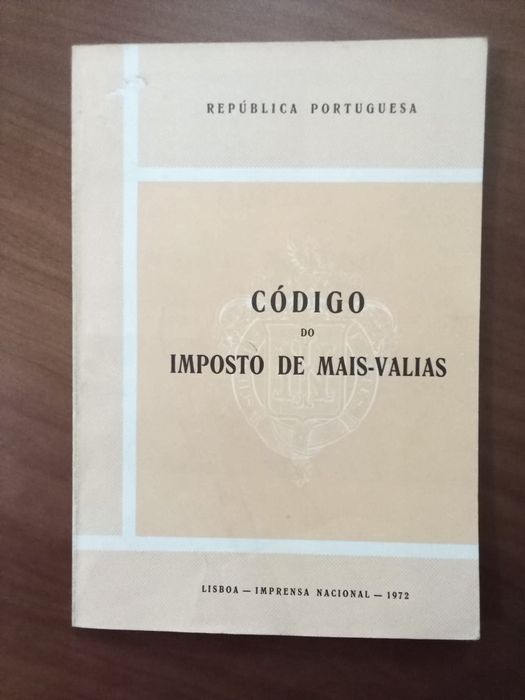 REPÚBLICA PORTUGUESA
CÓDIGO
DO
IMPOSTO DE MAIS-VALIAS
LISBOA — IMPRENSA NACIONAL — 1972